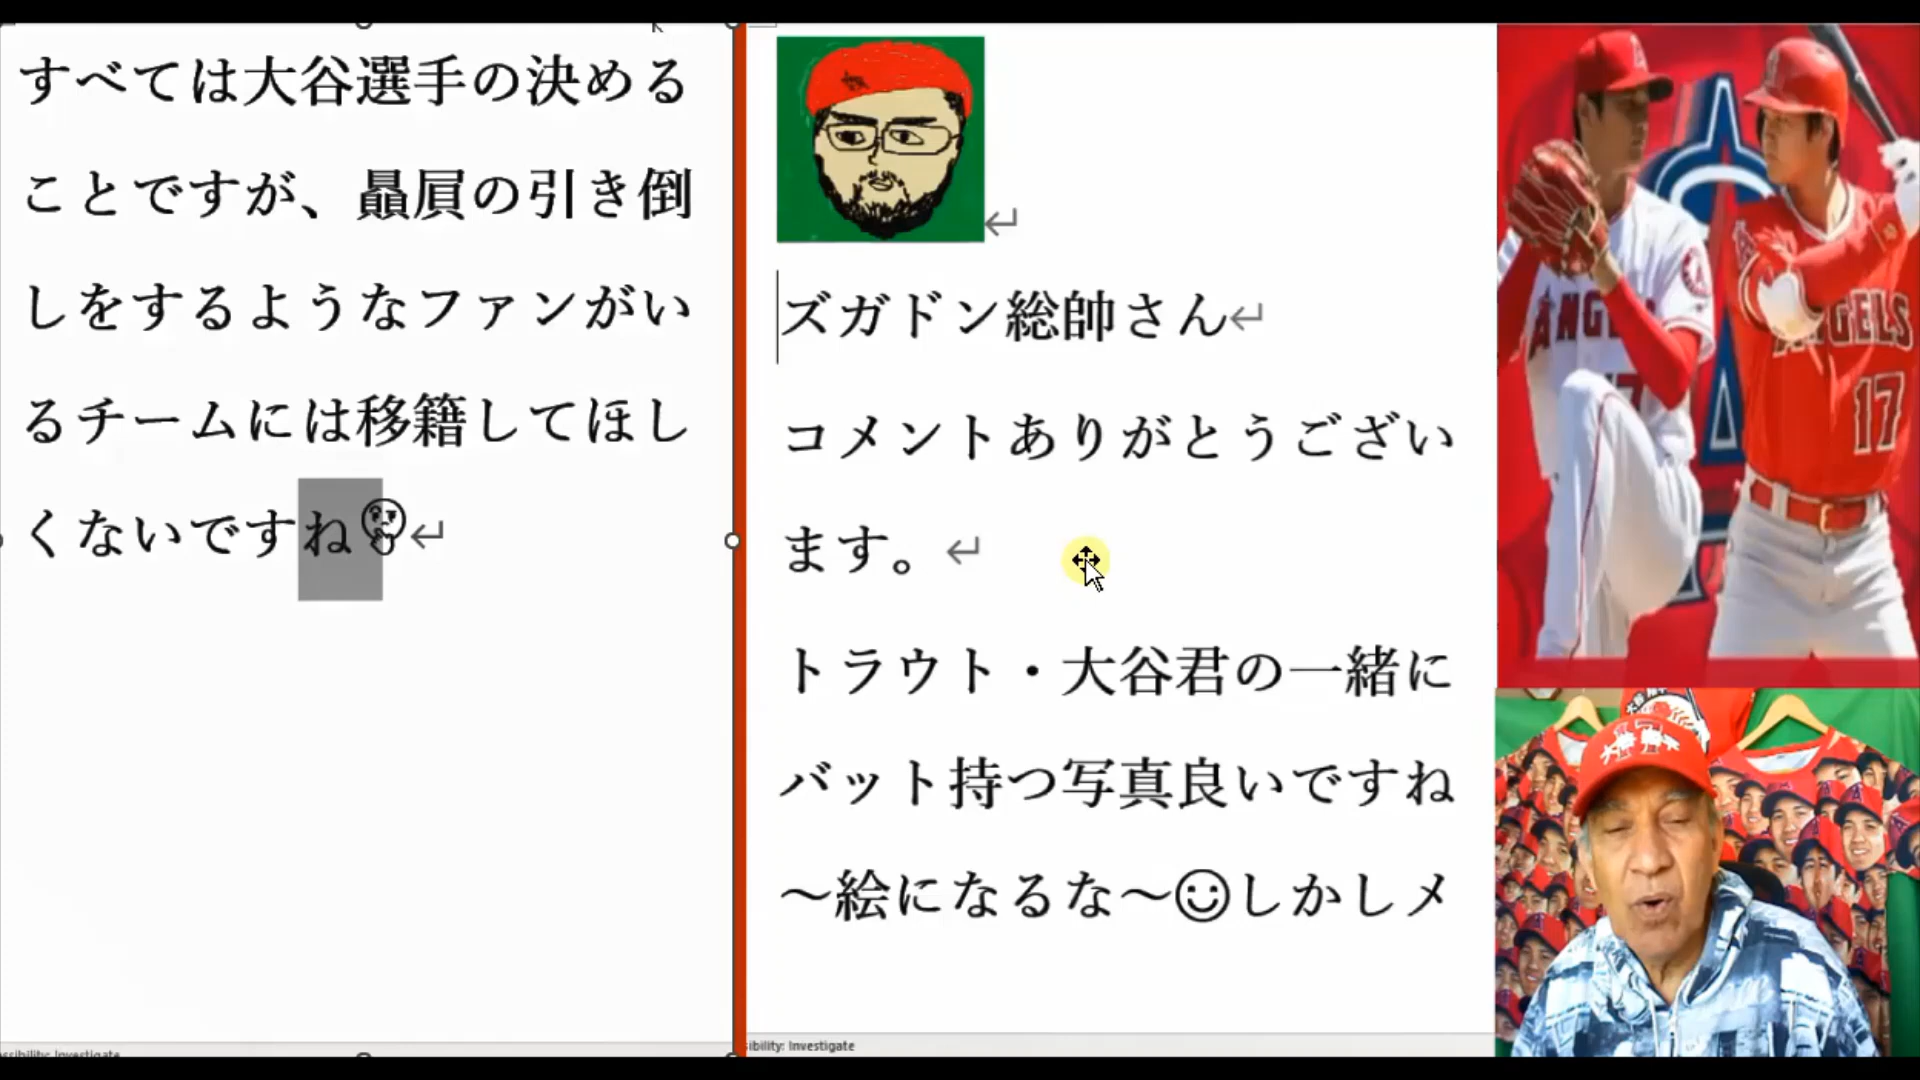 すべては大谷選手の決める
ことですが、贔屓の引き倒
しをするようなファンがい
るチームには移籍してほし
くないですね🤔
ズガドン総帥さん
コメントありがとうござい
ます。
トラウト・大谷君の一緒に
バット持つ写真良いですね
〜絵になるな〜☺しかしメ
ibility: Investigate
ANGELS
17